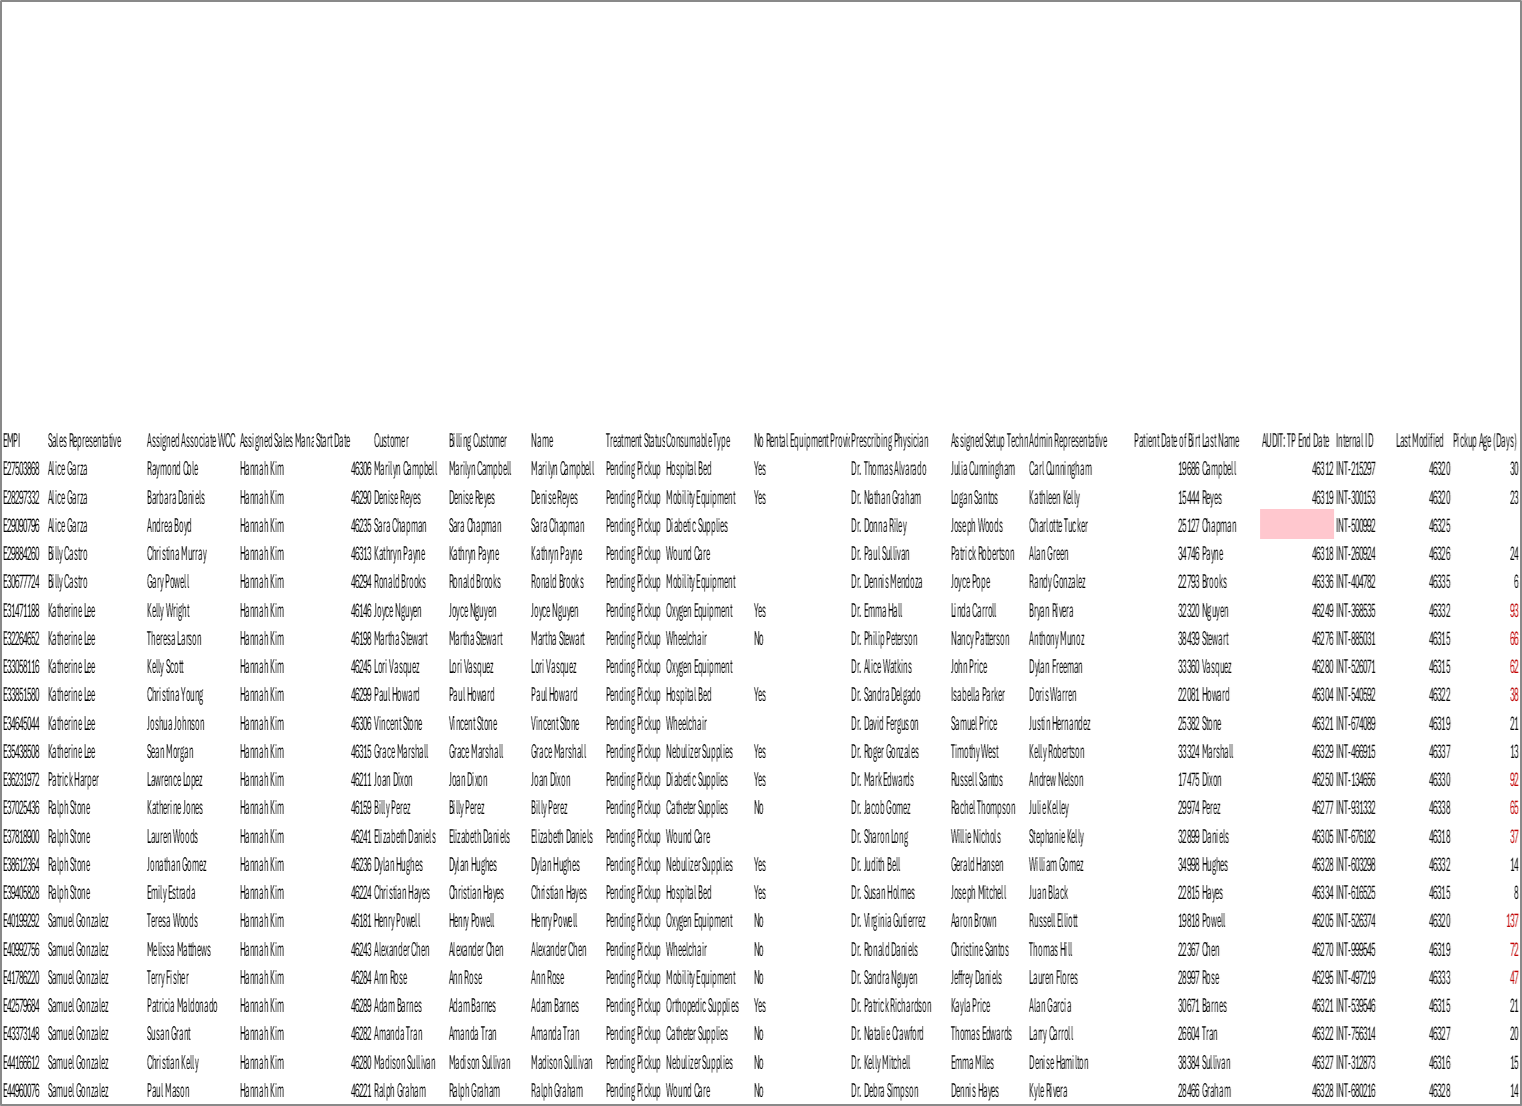 EMPI Sales Representative Assigned Associate WCC Assigned Sales Mana Start Date Customer Billing Customer Name Treatment Status Consumable Type No Rental Equipment Provi Prescribing Physician Assigned Setup Techn Admin Representative Patient Date of Birt Last Name AUDIT: TP End Date Internal ID Last Modified Pickup Age (Days)
E27503868 Alice Garza Raymond Cole Hannah Kim 46306 Marilyn Campbell Marilyn Campbell Marilyn Campbell Pending Pickup Hospital Bed Yes Dr. Thomas Alvarado Julia Cunningham Carl Cunningham 19686 Campbell 46312 INT-215297 46320 30
E28297332 Alice Garza Barbara Daniels Hannah Kim 46290 Denise Reyes Denise Reyes Denise Reyes Pending Pickup Mobility Equipment Yes Dr. Nathan Graham Logan Santos Kathleen Kelly 15444 Reyes 46319 INT-300153 46320 23
E29090796 Alice Garza Andrea Boyd Hannah Kim 46235 Sara Chapman Sara Chapman Sara Chapman Pending Pickup Diabetic Supplies Dr. Donna Riley Joseph Woods Charlotte Tucker 25127 Chapman INT-500992 46325
E29884260 Billy Castro Christina Murray Hannah Kim 46313 Kathryn Payne Kathryn Payne Kathryn Payne Pending Pickup Wound Care Dr. Paul Sullivan Patrick Robertson Alan Green 34746 Payne 46318 INT-260924 46326 24
E30677724 Billy Castro Gary Powell Hannah Kim 46294 Ronald Brooks Ronald Brooks Ronald Brooks Pending Pickup Mobility Equipment Dr. Dennis Mendoza Joyce Pope Randy Gonzalez 22793 Brooks 46336 INT-404782 46335 6
E31471188 Katherine Lee Kelly Wright Hannah Kim 46146 Joyce Nguyen Joyce Nguyen Joyce Nguyen Pending Pickup Oxygen Equipment Yes Dr. Emma Hall Linda Carroll Bryan Rivera 32320 Nguyen 46249 INT-368535 46332 93
E32264652 Katherine Lee Theresa Larson Hannah Kim 46198 Martha Stewart Martha Stewart Martha Stewart Pending Pickup Wheelchair No Dr. Philip Peterson Nancy Patterson Anthony Munoz 38439 Stewart 46276 INT-885031 46315 66
E33058116 Katherine Lee Kelly Scott Hannah Kim 46245 Lori Vasquez Lori Vasquez Lori Vasquez Pending Pickup Oxygen Equipment Dr. Alice Watkins John Price Dylan Freeman 33360 Vasquez 46280 INT-526071 46315 62
E33851580 Katherine Lee Christina Young Hannah Kim 46299 Paul Howard Paul Howard Paul Howard Pending Pickup Hospital Bed Yes Dr. Sandra Delgado Isabella Parker Doris Warren 22081 Howard 46304 INT-540592 46322 38
E34645044 Katherine Lee Joshua Johnson Hannah Kim 46306 Vincent Stone Vincent Stone Vincent Stone Pending Pickup Wheelchair Dr. David Ferguson Samuel Price Justin Hernandez 25382 Stone 46321 INT-674089 46319 21
E35438508 Katherine Lee Sean Morgan Hannah Kim 46315 Grace Marshall Grace Marshall Grace Marshall Pending Pickup Nebulizer Supplies Yes Dr. Roger Gonzales Timothy West Kelly Robertson 33324 Marshall 46329 INT-466915 46337 13
E36231972 Patrick Harper Lawrence Lopez Hannah Kim 46211 Joan Dixon Joan Dixon Joan Dixon Pending Pickup Diabetic Supplies Yes Dr. Mark Edwards Russell Santos Andrew Nelson 17475 Dixon 46250 INT-134656 46330 92
E37025436 Ralph Stone Katherine Jones Hannah Kim 46159 Billy Perez Billy Perez Billy Perez Pending Pickup Catheter Supplies No Dr. Jacob Gomez Rachel Thompson Julie Kelley 29974 Perez 46277 INT-931332 46338 65
E37818900 Ralph Stone Lauren Woods Hannah Kim 46241 Elizabeth Daniels Elizabeth Daniels Elizabeth Daniels Pending Pickup Wound Care Dr. Sharon Long Willie Nichols Stephanie Kelly 32899 Daniels 46305 INT-676182 46318 37
E38612364 Ralph Stone Jonathan Gomez Hannah Kim 46236 Dylan Hughes Dylan Hughes Dylan Hughes Pending Pickup Nebulizer Supplies Yes Dr. Judith Bell Gerald Hansen William Gomez 34998 Hughes 46328 INT-603298 46332 14
E39405828 Ralph Stone Emily Estrada Hannah Kim 46224 Christian Hayes Christian Hayes Christian Hayes Pending Pickup Hospital Bed Yes Dr. Susan Holmes Joseph Mitchell Juan Black 22815 Hayes 46334 INT-616525 46315 8
E40199292 Samuel Gonzalez Teresa Woods Hannah Kim 46181 Henry Powell Henry Powell Henry Powell Pending Pickup Oxygen Equipment No Dr. Virginia Gutierrez Aaron Brown Russell Elliott 19818 Powell 46205 INT-526374 46320 137
E40992756 Samuel Gonzalez Melissa Matthews Hannah Kim 46243 Alexander Chen Alexander Chen Alexander Chen Pending Pickup Wheelchair No Dr. Ronald Daniels Christine Santos Thomas Hill 22367 Chen 46270 INT-999545 46319 72
E41786220 Samuel Gonzalez Terry Fisher Hannah Kim 46284 Ann Rose Ann Rose Ann Rose Pending Pickup Mobility Equipment No Dr. Sandra Nguyen Jeffrey Daniels Lauren Flores 28997 Rose 46295 INT-497219 46333 47
E42579684 Samuel Gonzalez Patricia Maldonado Hannah Kim 46289 Adam Barnes Adam Barnes Adam Barnes Pending Pickup Orthopedic Supplies Yes Dr. Patrick Richardson Kayla Price Alan Garcia 30671 Barnes 46321 INT-539546 46315 21
E43373148 Samuel Gonzalez Susan Grant Hannah Kim 46282 Amanda Tran Amanda Tran Amanda Tran Pending Pickup Catheter Supplies No Dr. Natalie Crawford Thomas Edwards Larry Carroll 26604 Tran 46322 INT-756314 46327 20
E44166612 Samuel Gonzalez Christian Kelly Hannah Kim 46280 Madison Sullivan Madison Sullivan Madison Sullivan Pending Pickup Nebulizer Supplies No Dr. Kelly Mitchell Emma Miles Denise Hamilton 38384 Sullivan 46327 INT-312873 46316 15
E44960076 Samuel Gonzalez Paul Mason Hannah Kim 46221 Ralph Graham Ralph Graham Ralph Graham Pending Pickup Wound Care No Dr. Debra Simpson Dennis Hayes Kyle Rivera 28466 Graham 46328 INT-680216 46328 14